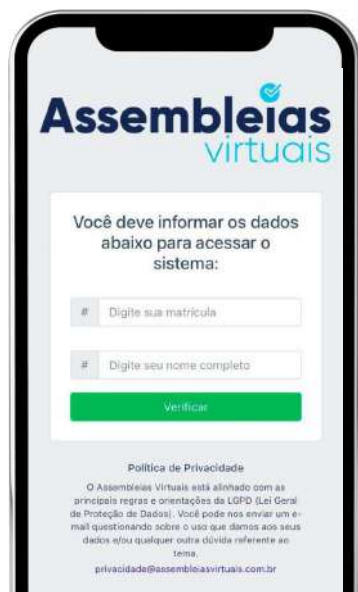 Assembleias
virtuais
Você deve informar os dados
abaixo para acessar o
sistema:
# Digite sua matrícula
# Digite seu nome completo
Verificar
Política de Privacidade
O Assembleias Virtuais está alinhado com as
principais regras e orientações da LGPD (Lei Geral
de Proteção de Dados). Você pode nos enviar um e-
mail questionando sobre o uso que damos aos seus
dados e/ou qualquer outra dúvida referente ao
tema.
privacidade@assembleiasvirtuais.com.br